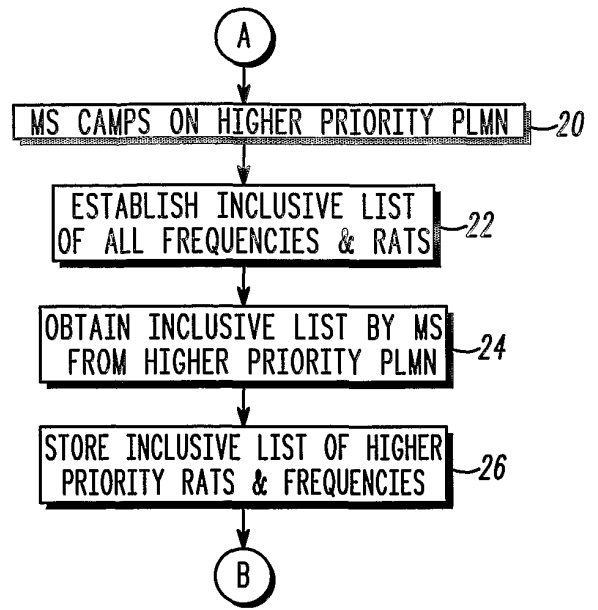 A
MS CAMPS ON HIGHER PRIORITY PLMN
20
ESTABLISH INCLUSIVE LIST
OF ALL FREQUENCIES & RATS
22
OBTAIN INCLUSIVE LIST BY MS
FROM HIGHER PRIORITY PLMN
24
STORE INCLUSIVE LIST OF HIGHER
PRIORITY RATS & FREQUENCIES
26
B